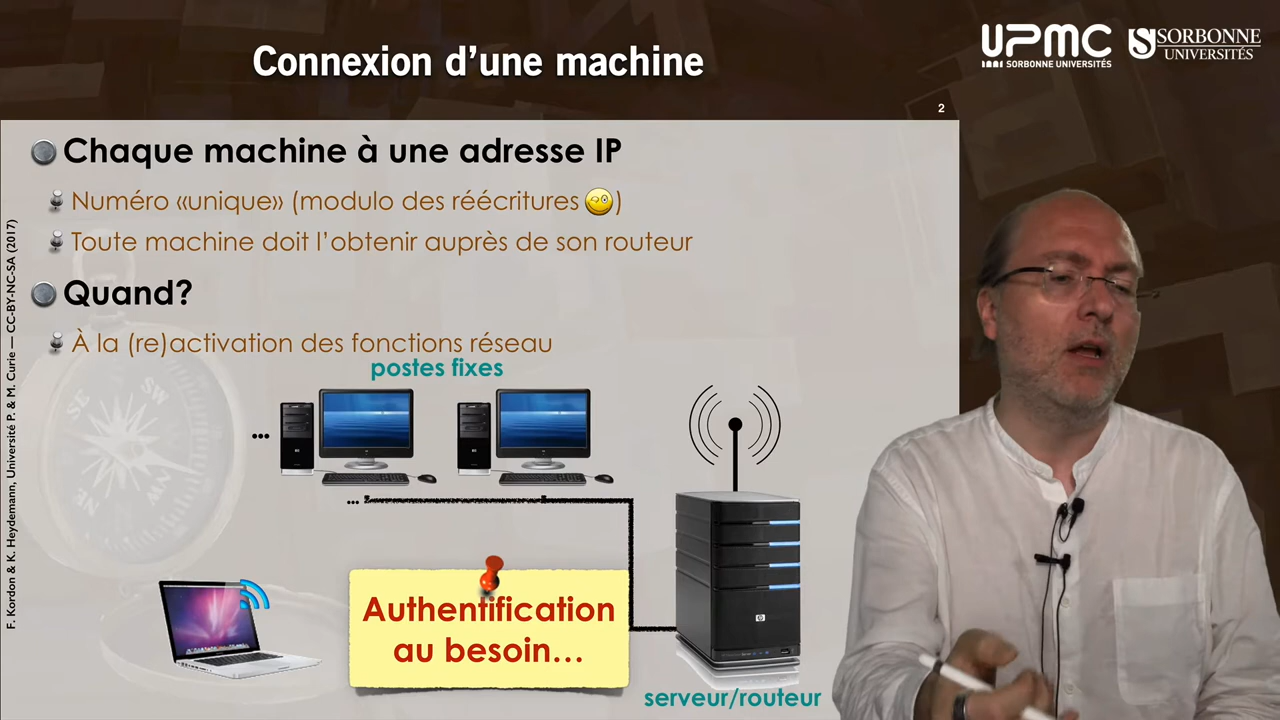 Connexion d'une machine
UPMC
SORBONNE UNIVERSITÉS
SORBONNE
UNIVERSITÉS
2
Chaque machine à une adresse IP
Numéro «unique» (modulo des réécritures )
Toute machine doit l'obtenir auprès de son routeur
Quand?
À la (re)activation des fonctions réseau
postes fixes
...
...
Authentification
au besoin...
serveur/routeur
F. Kordon & K. Heydemann, Université P. & M. Curie — CC-BY-NC-SA (2017)